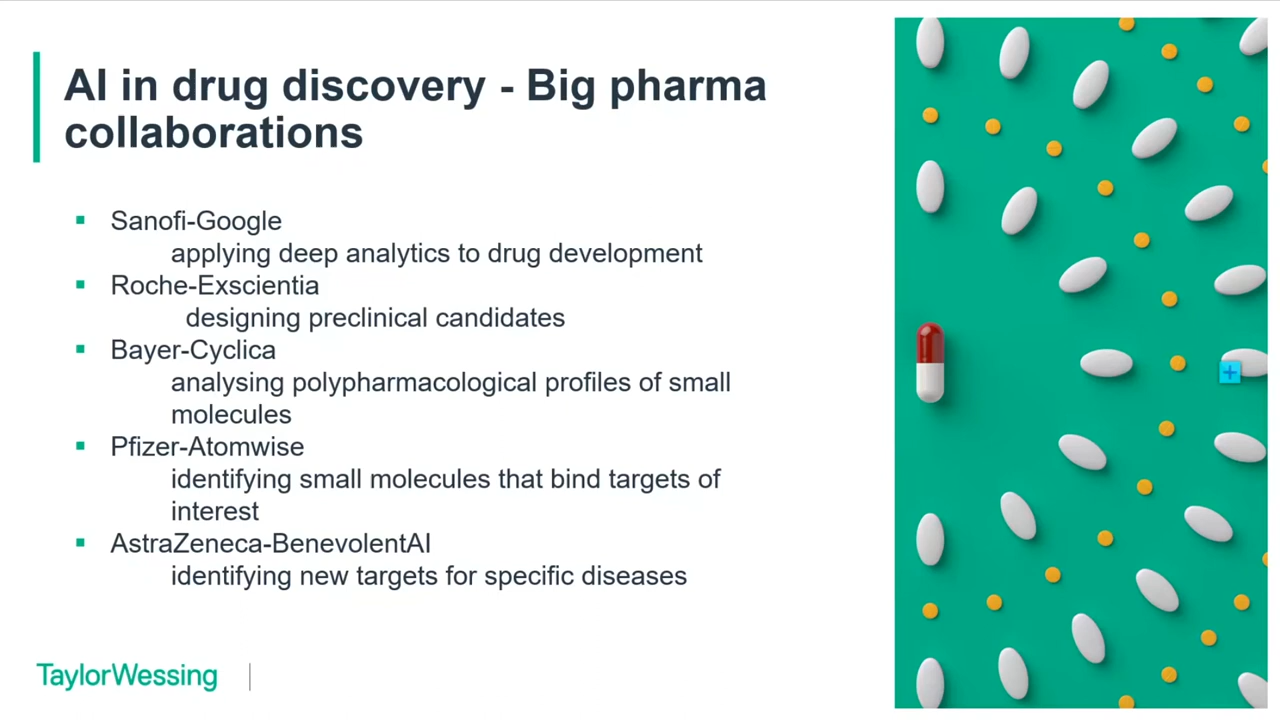 AI in drug discovery - Big pharma
collaborations
Sanofi-Google
applying deep analytics to drug development
Roche-Exscientia
designing preclinical candidates
Bayer-Cyclica
analysing polypharmacological profiles of small
molecules
Pfizer-Atomwise
identifying small molecules that bind targets of
interest
AstraZeneca-BenevolentAI
identifying new targets for specific diseases
TaylorWessing